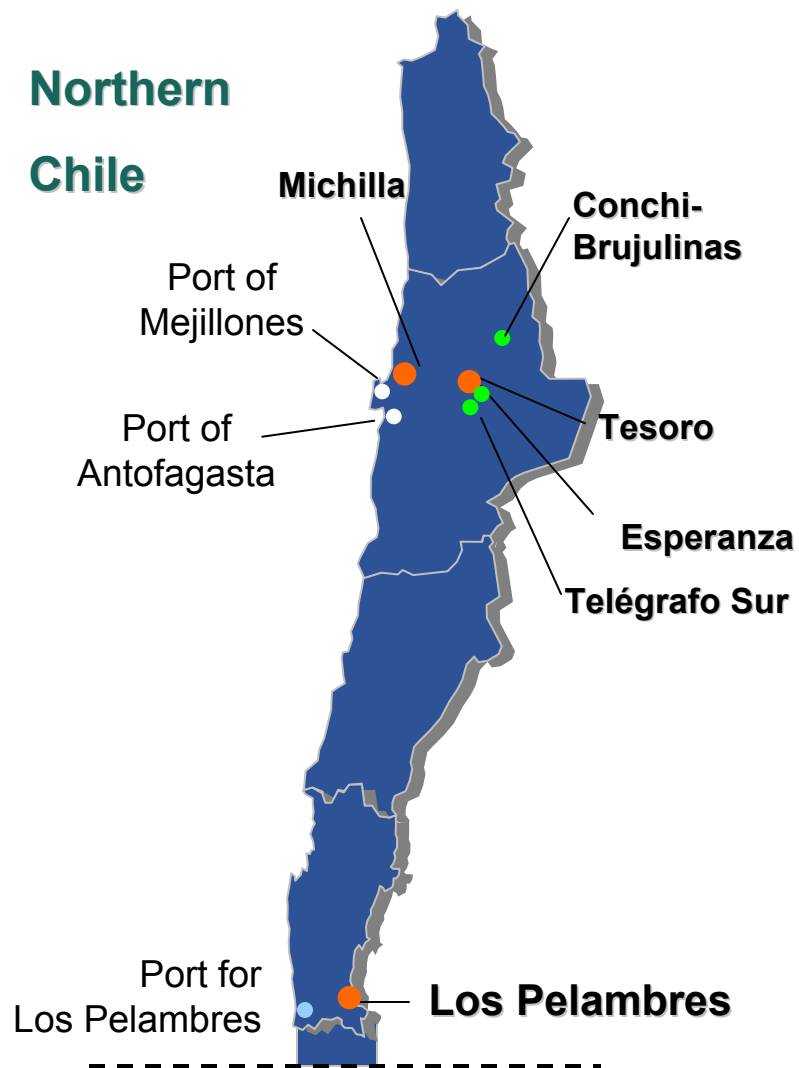 Northern
Chile
Michilla
Conchi-
Brujulinas
Port of
Mejillones
Port of
Antofagasta
Tesoro
Esperanza
Telégrafo Sur
Port for
Los Pelambres
Los Pelambres